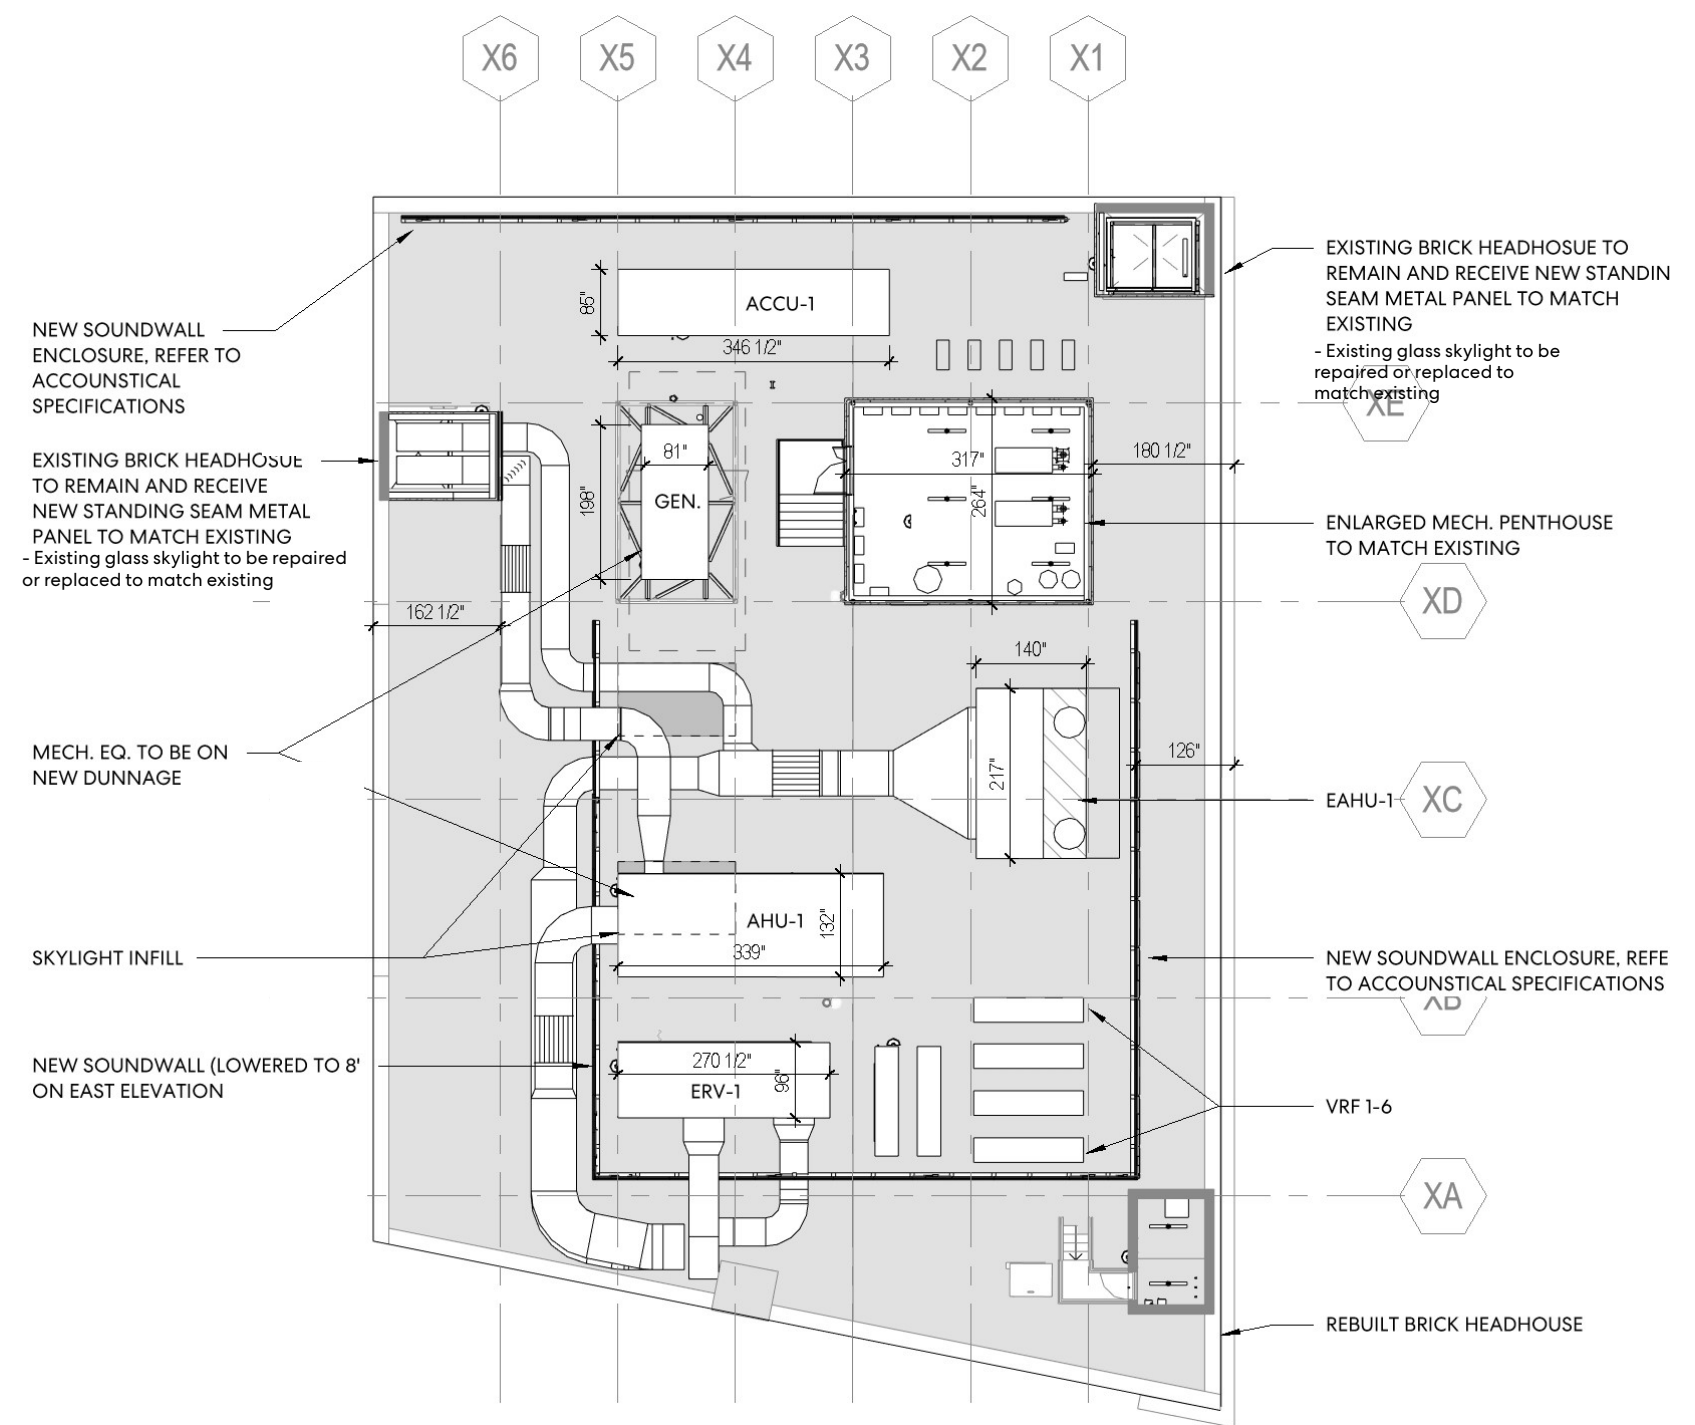 X6
X5
X4
X3
X2
X1
EXISTING BRICK HEADHOSUE TO
REMAIN AND RECEIVE NEW STANDIN
SEAM METAL PANEL TO MATCH
EXISTING
- Existing glass skylight to be
repaired or replaced to
match existing
XE
85"
ACCU-1
346 1/2"
NEW SOUNDWALL
ENCLOSURE, REFER TO
ACCOUNSTICAL
SPECIFICATIONS
EXISTING BRICK HEADHOSUE
TO REMAIN AND RECEIVE
NEW STANDING SEAM METAL
PANEL TO MATCH EXISTING
- Existing glass skylight to be repaired
or replaced to match existing
81"
198"
GEN.
317"
264"
180 1/2"
ENLARGED MECH. PENTHOUSE
TO MATCH EXISTING
XD
162 1/2"
140"
217"
126"
MECH. EQ. TO BE ON
NEW DUNNAGE
EAHU-1
XC
AHU-1
132"
339"
SKYLIGHT INFILL
NEW SOUNDWALL ENCLOSURE, REFE
TO ACCOUNSTICAL SPECIFICATIONS
XB
NEW SOUNDWALL (LOWERED TO 8'
ON EAST ELEVATION
270 1/2"
96"
ERV-1
VRF 1-6
XA
REBUILT BRICK HEADHOUSE